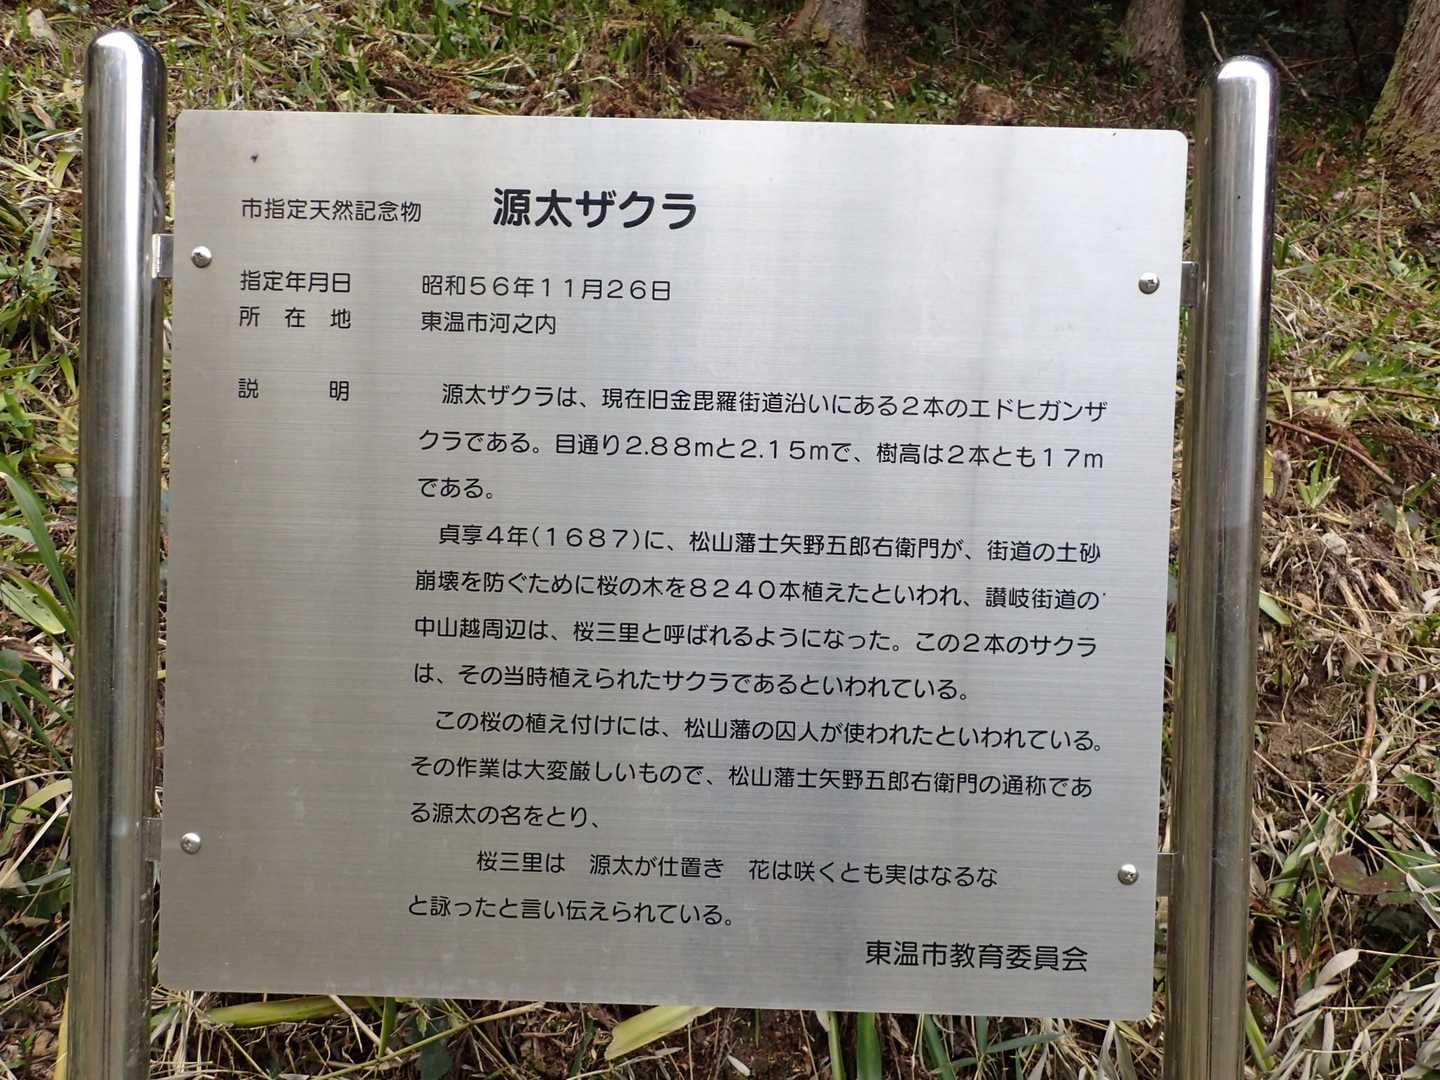 市指定天然記念物　源太ザクラ
指定年月日　昭和５６年１１月２６日
所　在　地　東温市河之内
説　　　明　源太ザクラは、現在旧金毘羅街道沿いにある２本のエドヒガンザ
クラである。目通り２.８８ｍと２.１５ｍで、樹高は２本とも１７ｍ
である。
貞享４年(１６８７)に、松山藩士矢野五郎右衛門が、街道の土砂
崩壊を防ぐために桜の木を８２４０本植えたといわれ、讃岐街道の
中山越周辺は、桜三里と呼ばれるようになった。この２本のサクラ
は、その当時植えられたサクラであるといわれている。
この桜の植え付けには、松山藩の囚人が使われたといわれている。
その作業は大変厳しいもので、松山藩士矢野五郎右衛門の通称であ
る源太の名をとり、
桜三里は　源太が仕置き　花は咲くとも実はなるな
と詠ったと言い伝えられている。
東温市教育委員会